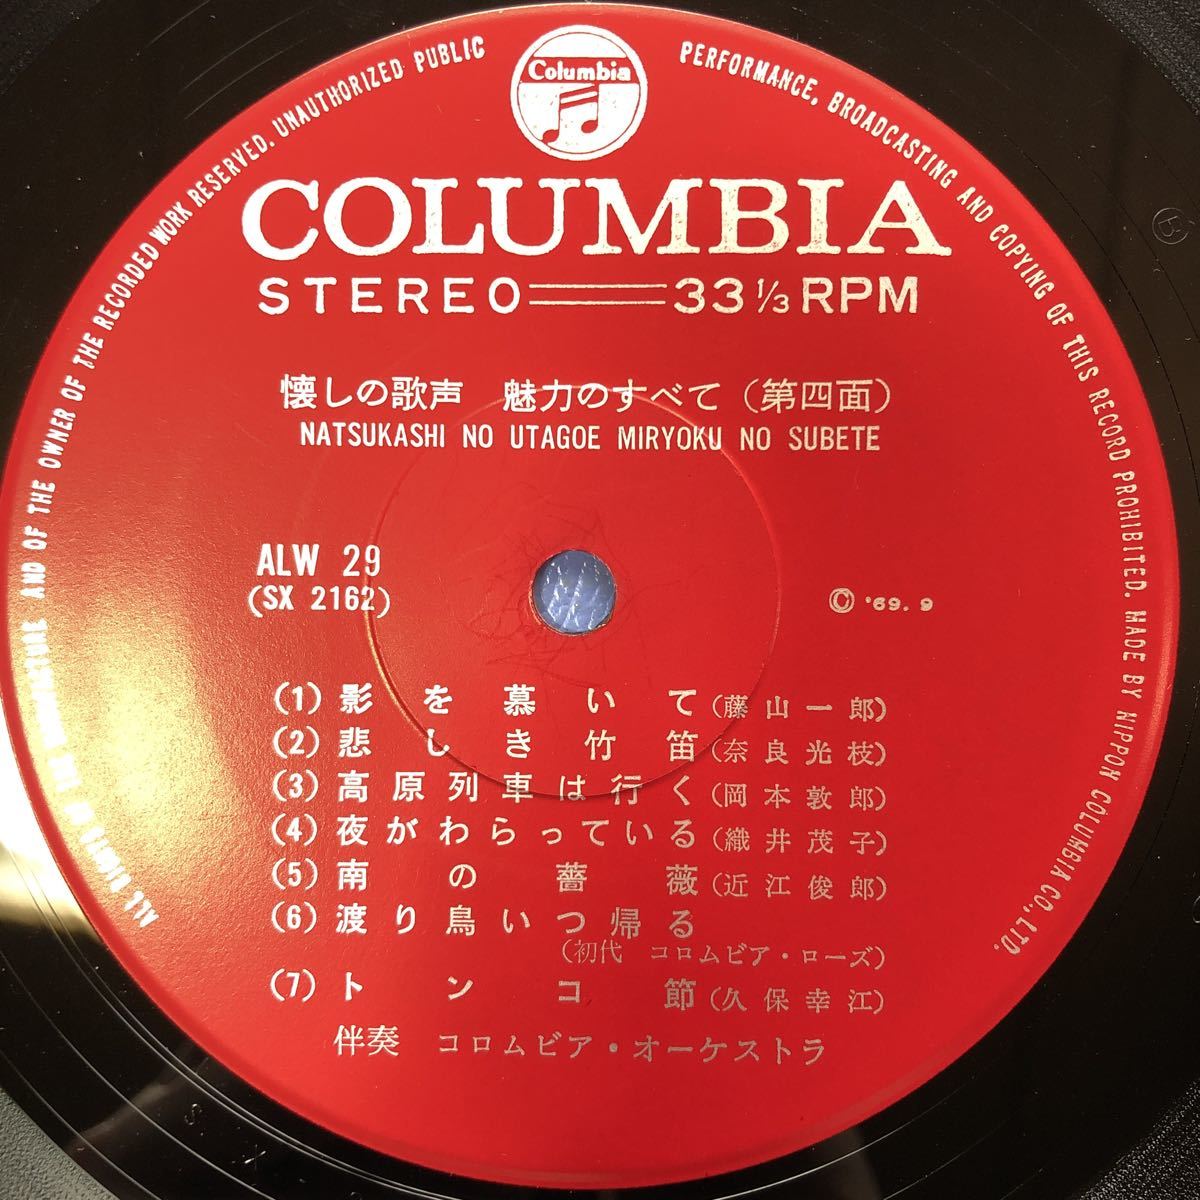 Columbia
COLUMBIA
STEREO 33 1/3 RPM
懐しの歌声 魅力のすべて (第四面)
NATSUKASHI NO UTAGOE MIRYOKU NO SUBETE
ALW 29
(SX 2162)
© '69. 9
(1) 影を慕いて (藤山一郎)
(2) 悲しき竹笛 (奈良光枝)
(3) 高原列車は行く (岡本敦郎)
(4) 夜がわらっている (織井茂子)
(5) 南の薔薇 (近江俊郎)
(6) 渡り鳥いつ帰る
(初代 コロムビア・ローズ)
(7) トンコ節 (久保幸江)
伴奏 コロムビア・オーケストラ
ALL RIGHTS OF THE MANUFACTURE AND OF THE OWNER OF THE RECORDED WORK RESERVED. UNAUTHORIZED PUBLIC PERFORMANCE, BROADCASTING AND COPYING OF THIS RECORD PROHIBITED. MADE BY NIPPON COLUMBIA CO., LTD.